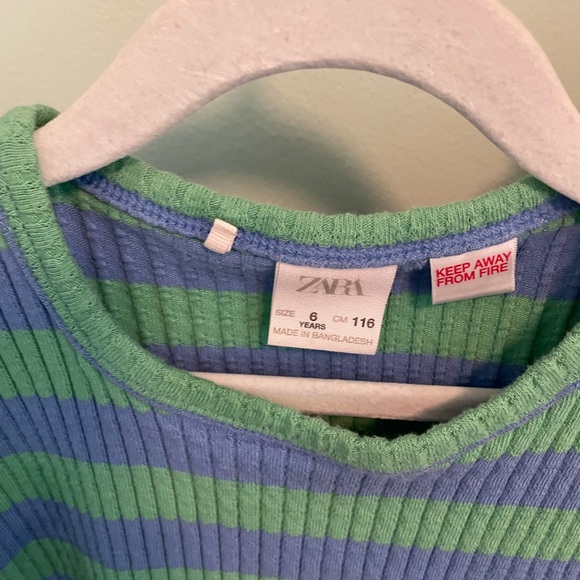 ZARA
SIZE 6 YEARS CM 116
MADE IN BANGLADESH
KEEP AWAY
FROM FIRE